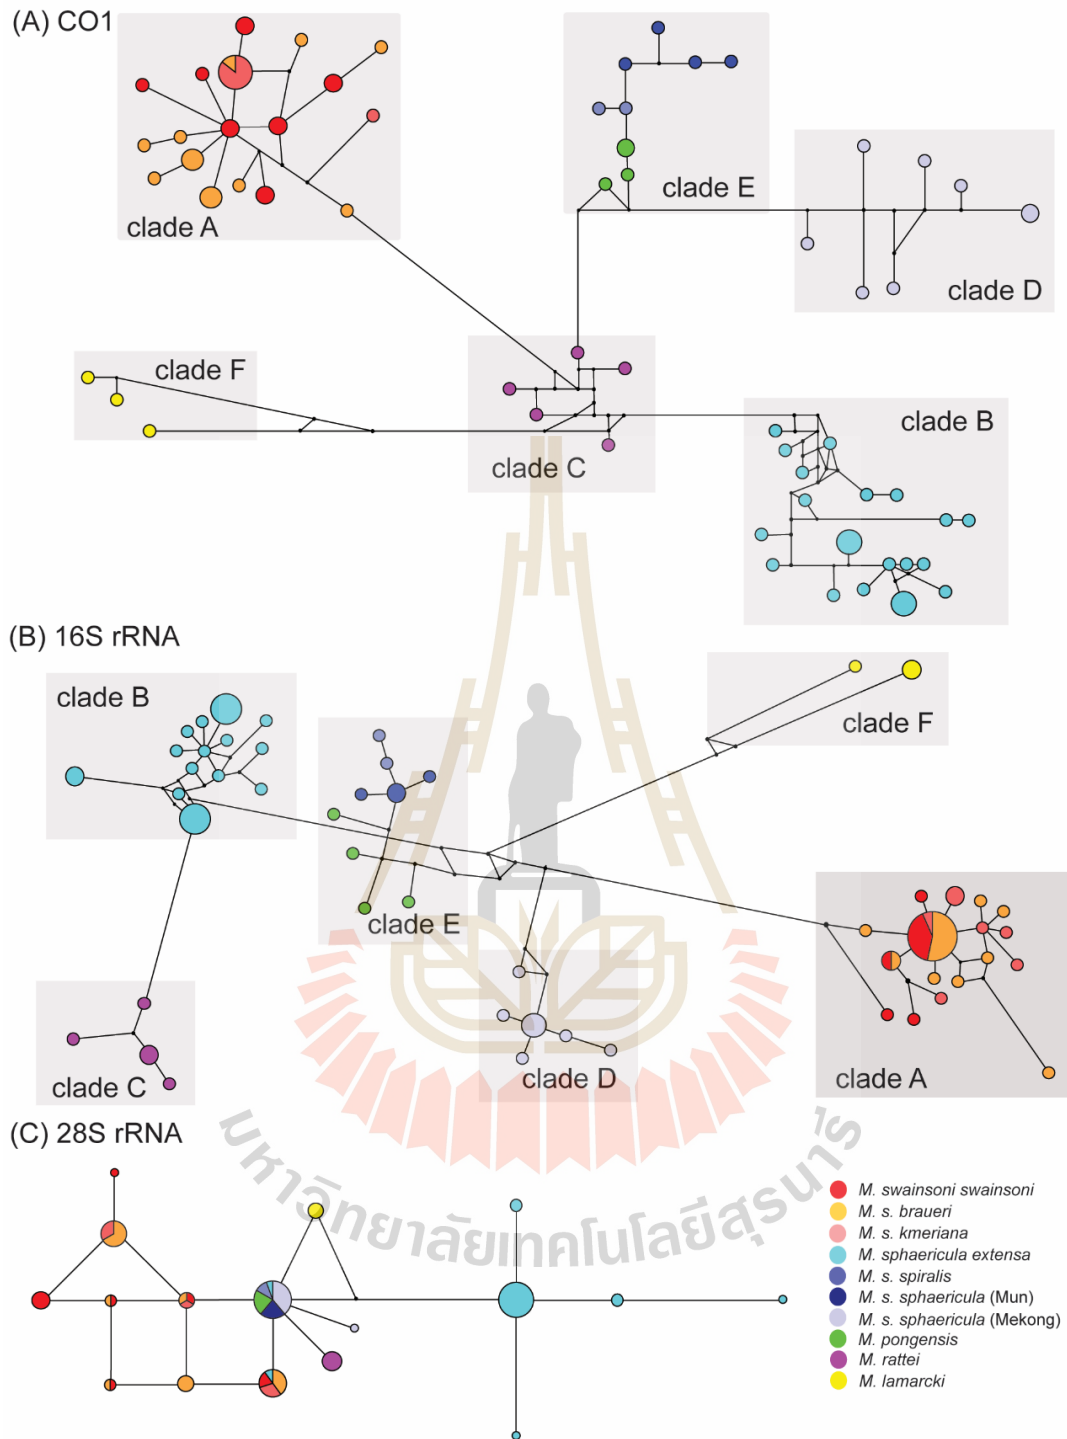 (A) CO1
clade A
clade E
clade D
clade F
clade C
clade B
(B) 16S rRNA
clade B
clade E
clade F
clade C
clade D
clade A
(C) 28S rRNA
มหาวิทยาลัยเทคโนโลยีสุรนารี
M. swainsoni swainsoni
M. s. braueri
M. s. kmeriana
M. sphaericula extensa
M. s. spiralis
M. s. sphaericula (Mun)
M. s. sphaericula (Mekong)
M. pongensis
M. rattei
M. lamarcki